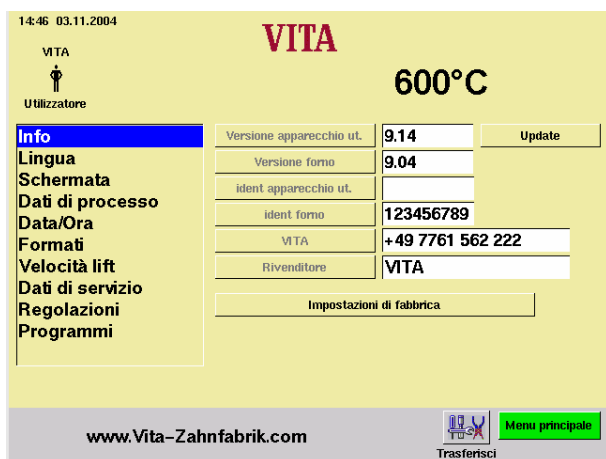 14:46 03.11.2004
VITA
VITA
600°C
Utilizzatore
Info
Lingua
Schermata
Dati di processo
Data/Ora
Formati
Velocità lift
Dati di servizio
Regolazioni
Programmi
Versione apparecchio ut. 9.14 Update
Versione forno 9.04
ident apparecchio ut.
ident forno 123456789
VITA +49 7761 562 222
Rivenditore VITA
Impostazioni di fabbrica
www.Vita-Zahnfabrik.com
Trasferisci
Menu principale